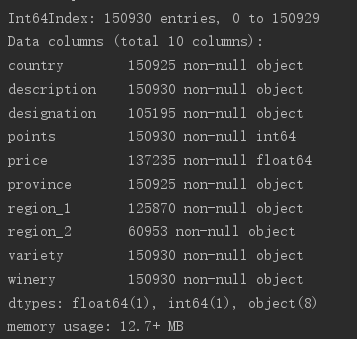 Int64Index: 150930 entries, 0 to 150929
Data columns (total 10 columns):
country        150925 non-null object
description    150930 non-null object
designation    105195 non-null object
points         150930 non-null int64
price          137235 non-null float64
province       150925 non-null object
region_1       125870 non-null object
region_2       60953 non-null object
variety        150930 non-null object
winery         150930 non-null object
dtypes: float64(1), int64(1), object(8)
memory usage: 12.7+ MB